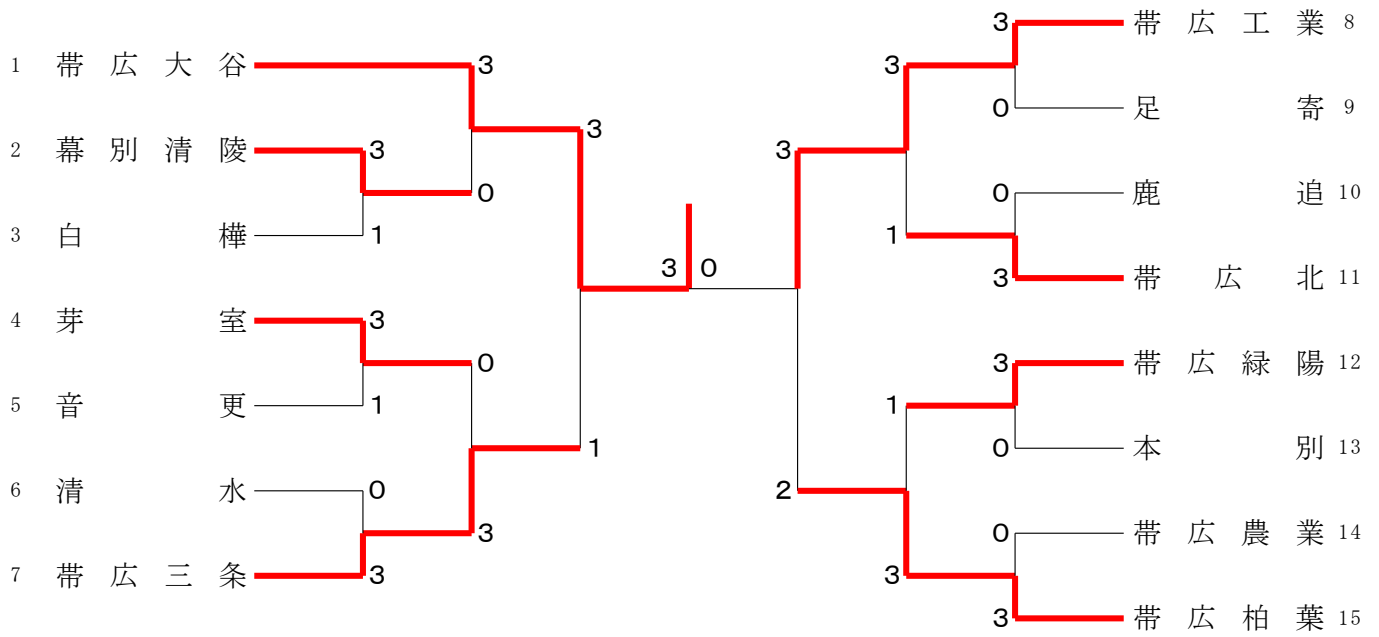 1 帯広大谷 3
2 幕別清陵 3
3 白樺 1
3
0
4 芽室 3
5 音更 1
6 清水 0
7 帯広三条 3
0
3
1
3 0
3 帯広工業 8
0 足寄 9
0 鹿追 10
3 帯広北 11
3
1
3
3 帯広緑陽 12
0 本別 13
0 帯広農業 14
3 帯広柏葉 15
1
3
2